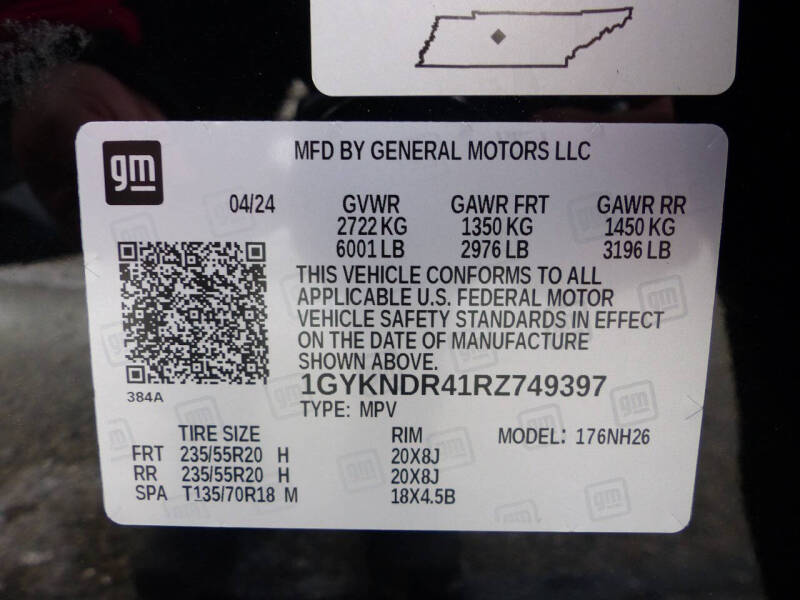 gm
MFD BY GENERAL MOTORS LLC
04/24 GVWR GAWR FRT GAWR RR
2722 KG 1350 KG 1450 KG
6001 LB 2976 LB 3196 LB
THIS VEHICLE CONFORMS TO ALL
APPLICABLE U.S. FEDERAL MOTOR
VEHICLE SAFETY STANDARDS IN EFFECT
ON THE DATE OF MANUFACTURE
SHOWN ABOVE.
384A
1GYKNDR41RZ749397
TYPE: MPV
TIRE SIZE RIM MODEL: 176NH26
FRT 235/55R20 H 20X8J
RR 235/55R20 H 20X8J
SPA T135/70R18 M 18X4.5B